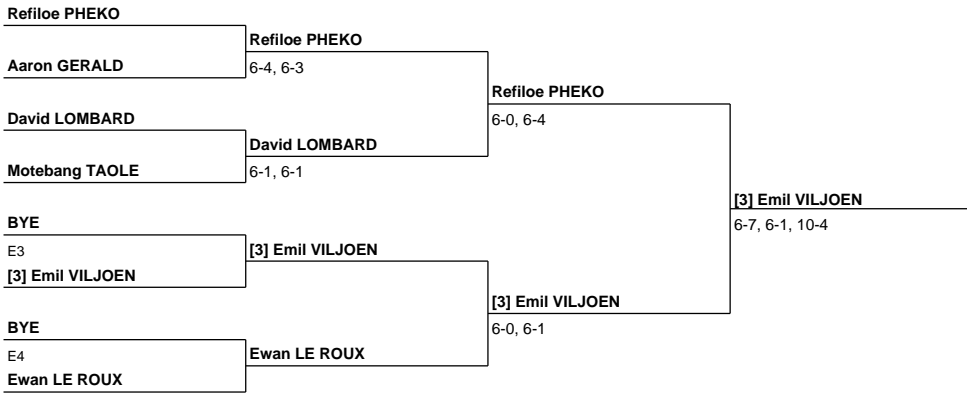 Refiloe PHEKO
Refiloe PHEKO
Aaron GERALD
6-4, 6-3
Refiloe PHEKO
David LOMBARD
6-0, 6-4
David LOMBARD
Motebang TAOLE
6-1, 6-1
[3] Emil VILJOEN
BYE
6-7, 6-1, 10-4
E3
[3] Emil VILJOEN
[3] Emil VILJOEN
[3] Emil VILJOEN
BYE
6-0, 6-1
E4
Ewan LE ROUX
Ewan LE ROUX